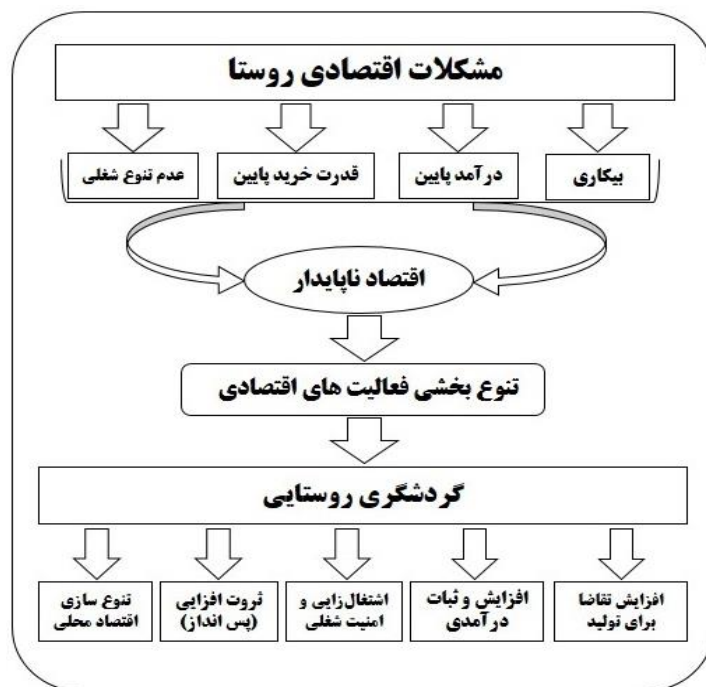 مشکلات اقتصادی روستا
بیکاری
درآمد پایین
قدرت خرید پایین
عدم تنوع شغلی
اقتصاد ناپایدار
تنوع بخشی فعالیت های اقتصادی
گردشگری روستایی
افزایش تقاضا
برای تولید
افزایش و ثبات
درآمدی
اشتغال‌زایی و
امنیت شغلی
ثروت افزایی
(پس انداز)
تنوع سازی
اقتصاد محلی